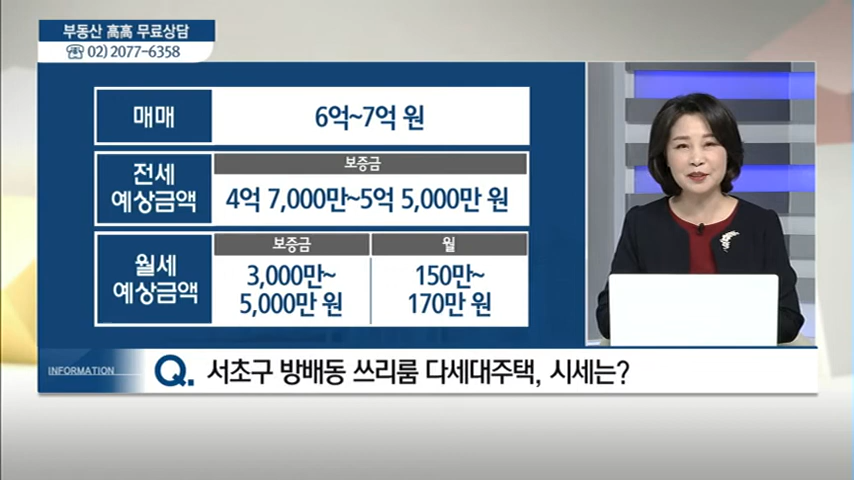 부동산 高高 무료상담
☎ 02) 2077-6358
매매
6억~7억 원
전세
예상금액
보증금
4억 7,000만~5억 5,000만 원
월세
예상금액
보증금
월
3,000만~
5,000만 원
150만~
170만 원
INFORMATION
Q. 서초구 방배동 쓰리룸 다세대주택, 시세는?